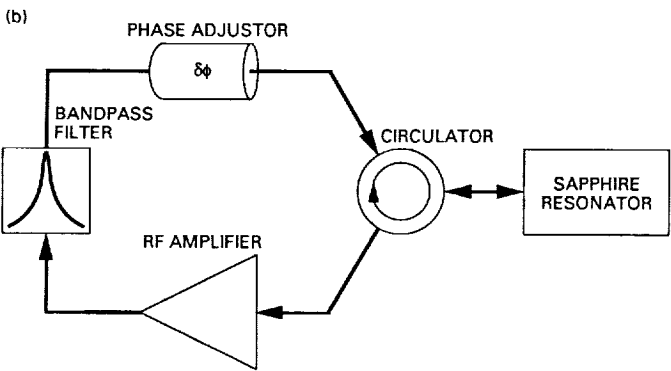 (b)
PHASE ADJUSTOR
δϕ
BANDPASS
FILTER
CIRCULATOR
SAPPHIRE
RESONATOR
RF AMPLIFIER